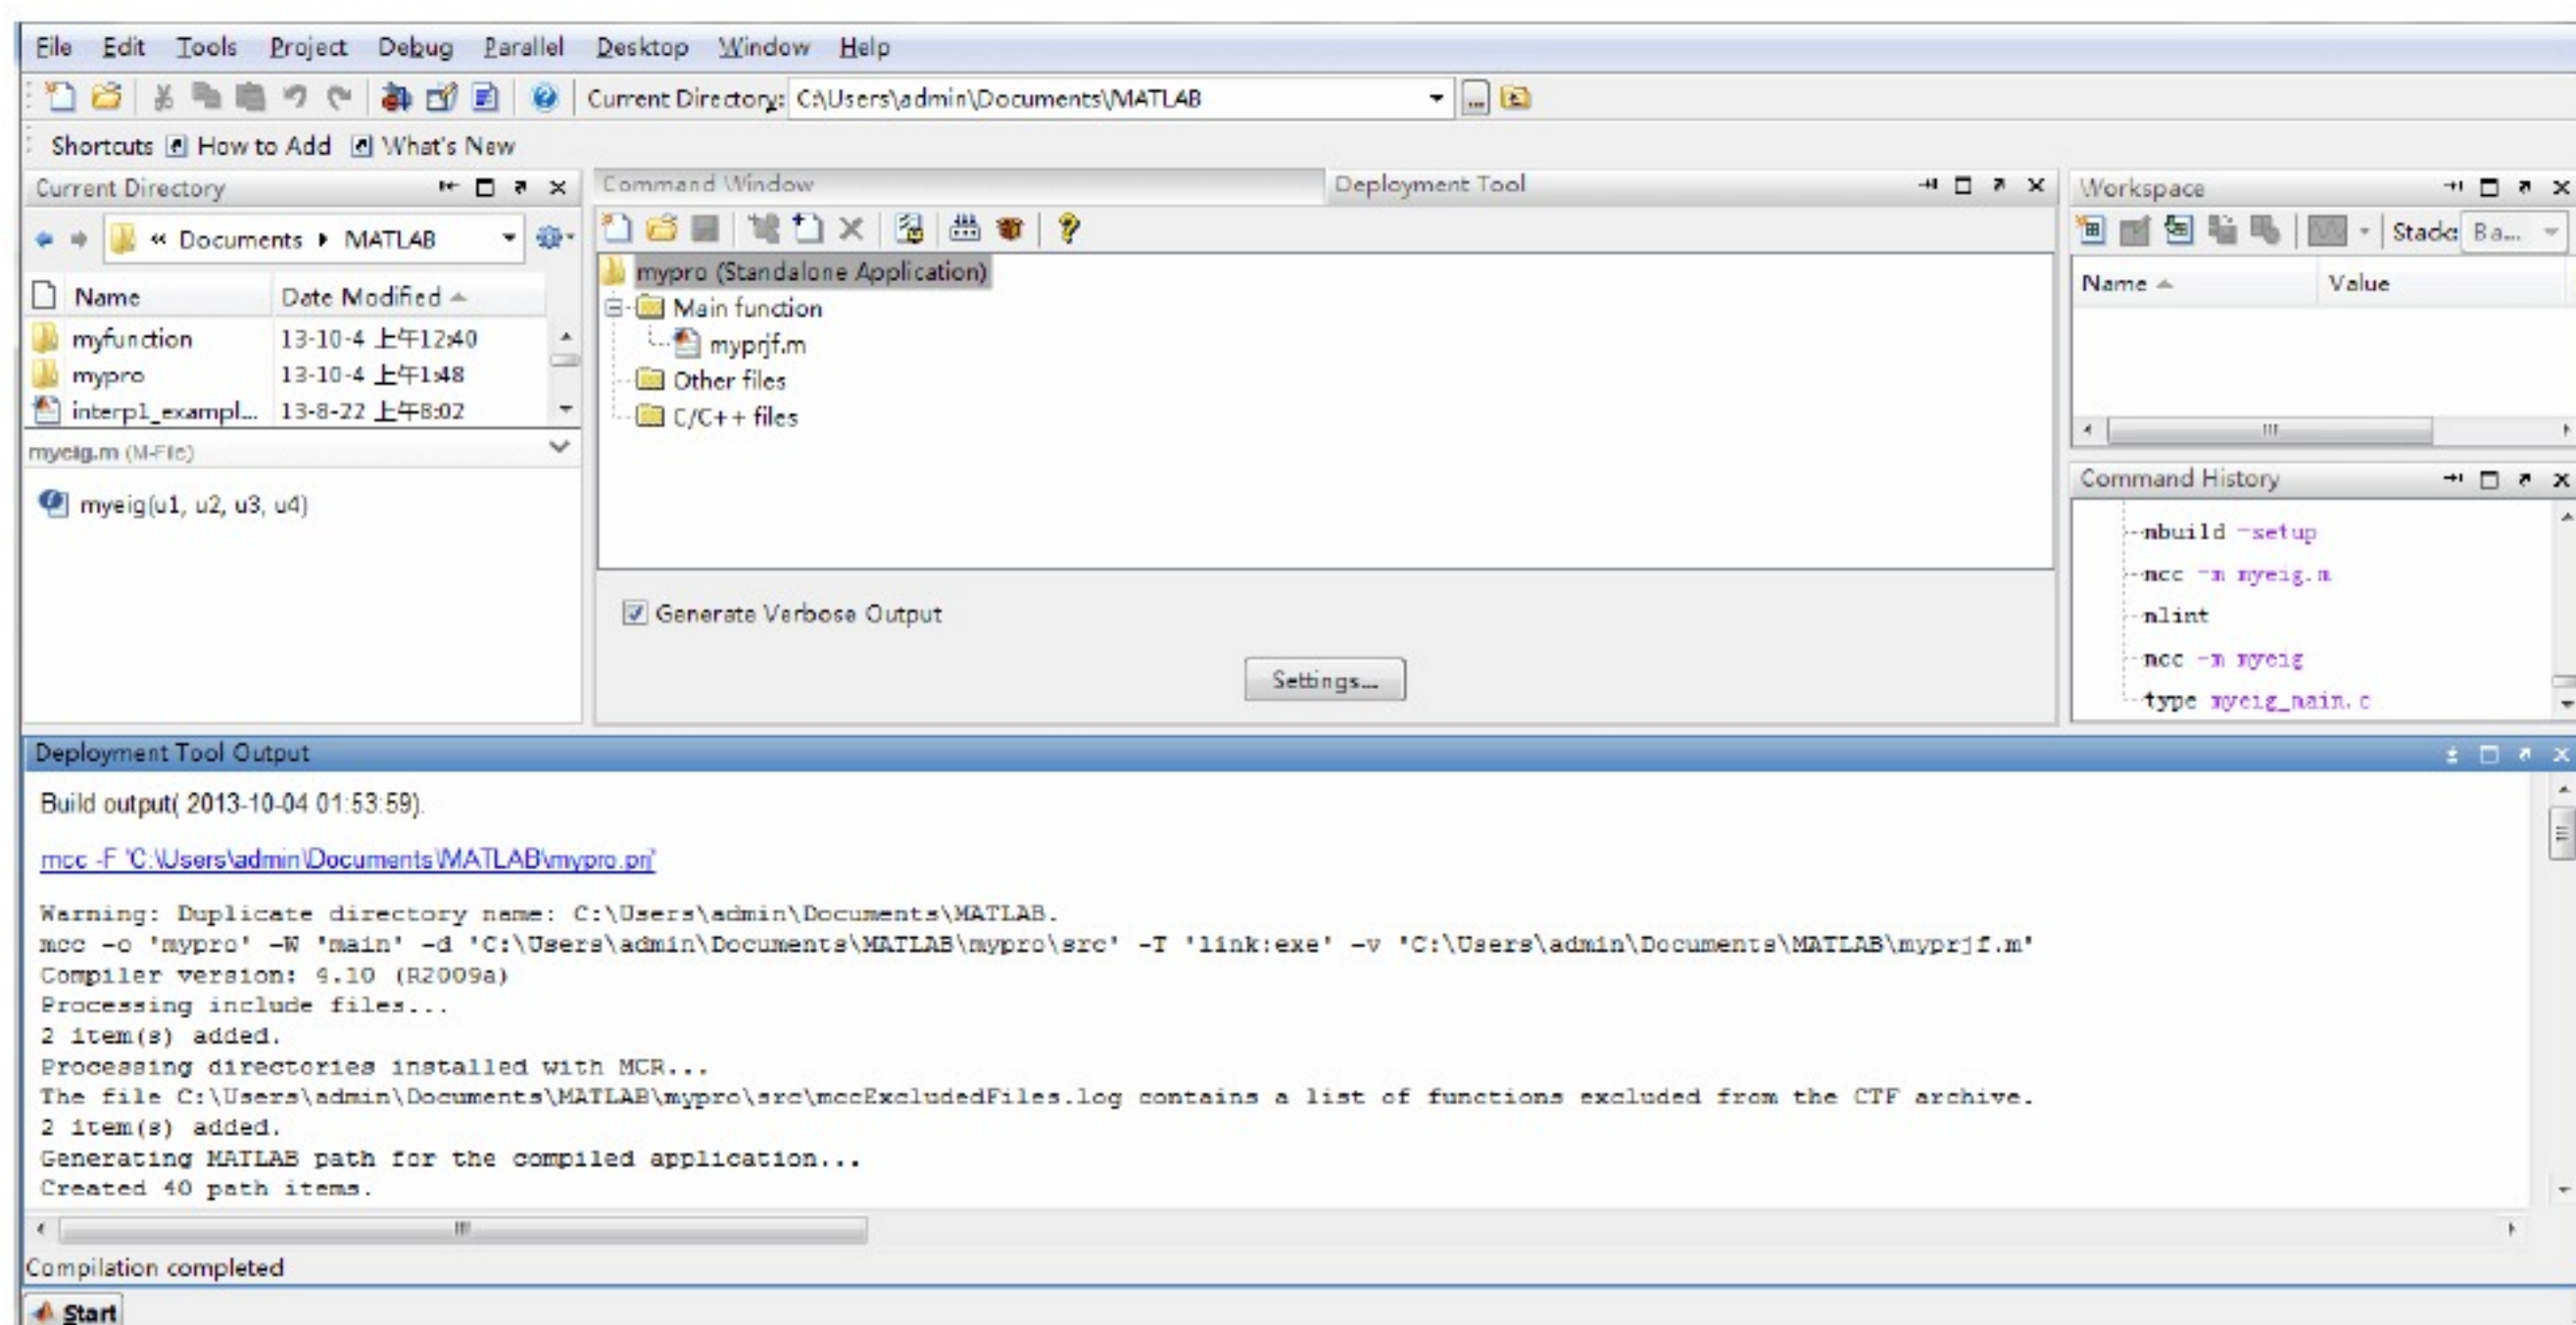 File Edit Tools Project Debug Parallel Desktop Window Help
Current Directory: C:\Users\admin\Documents\MATLAB
Shortcuts How to Add What's New
Current Directory
« Documents MATLAB
Name Date Modified
myfunction 13-10-4 上午12:40
mypro 13-10-4 上午1:48
interp1_exampl... 13-8-22 上午8:02
myeig.m (M-File)
myeig(u1, u2, u3, u4)
Command Window Deployment Tool
mypro (Standalone Application)
Main function
myprjf.m
Other files
C/C++ files
Generate Verbose Output
Settings...
Workspace
Stack: Ba...
Name Value
Command History
mbuild -setup
mcc -m myeig.m
mlint
mcc -m myeig
type myeig_main.c
Deployment Tool Output
Build output( 2013-10-04 01:53:59).
mcc -F 'C:\Users\admin\Documents\MATLAB\mypro.prj'
Warning: Duplicate directory name: C:\Users\admin\Documents\MATLAB.
mcc -o 'mypro' -W 'main' -d 'C:\Users\admin\Documents\MATLAB\mypro\src' -T 'link:exe' -v 'C:\Users\admin\Documents\MATLAB\myprjf.m'
Compiler version: 4.10 (R2009a)
Processing include files...
2 item(s) added.
Processing directories installed with MCR...
The file C:\Users\admin\Documents\MATLAB\mypro\src\mccExcludedFiles.log contains a list of functions excluded from the CTF archive.
2 item(s) added.
Generating MATLAB path for the compiled application...
Created 40 path items.
Compilation completed
Start